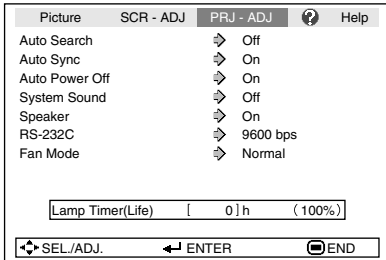 Picture SCR - ADJ PRJ - ADJ ? Help
Auto Search Off
Auto Sync On
Auto Power Off On
System Sound Off
Speaker On
RS-232C 9600 bps
Fan Mode Normal
Lamp Timer(Life) [ 0 ] h (100%)
SEL./ADJ. ENTER END